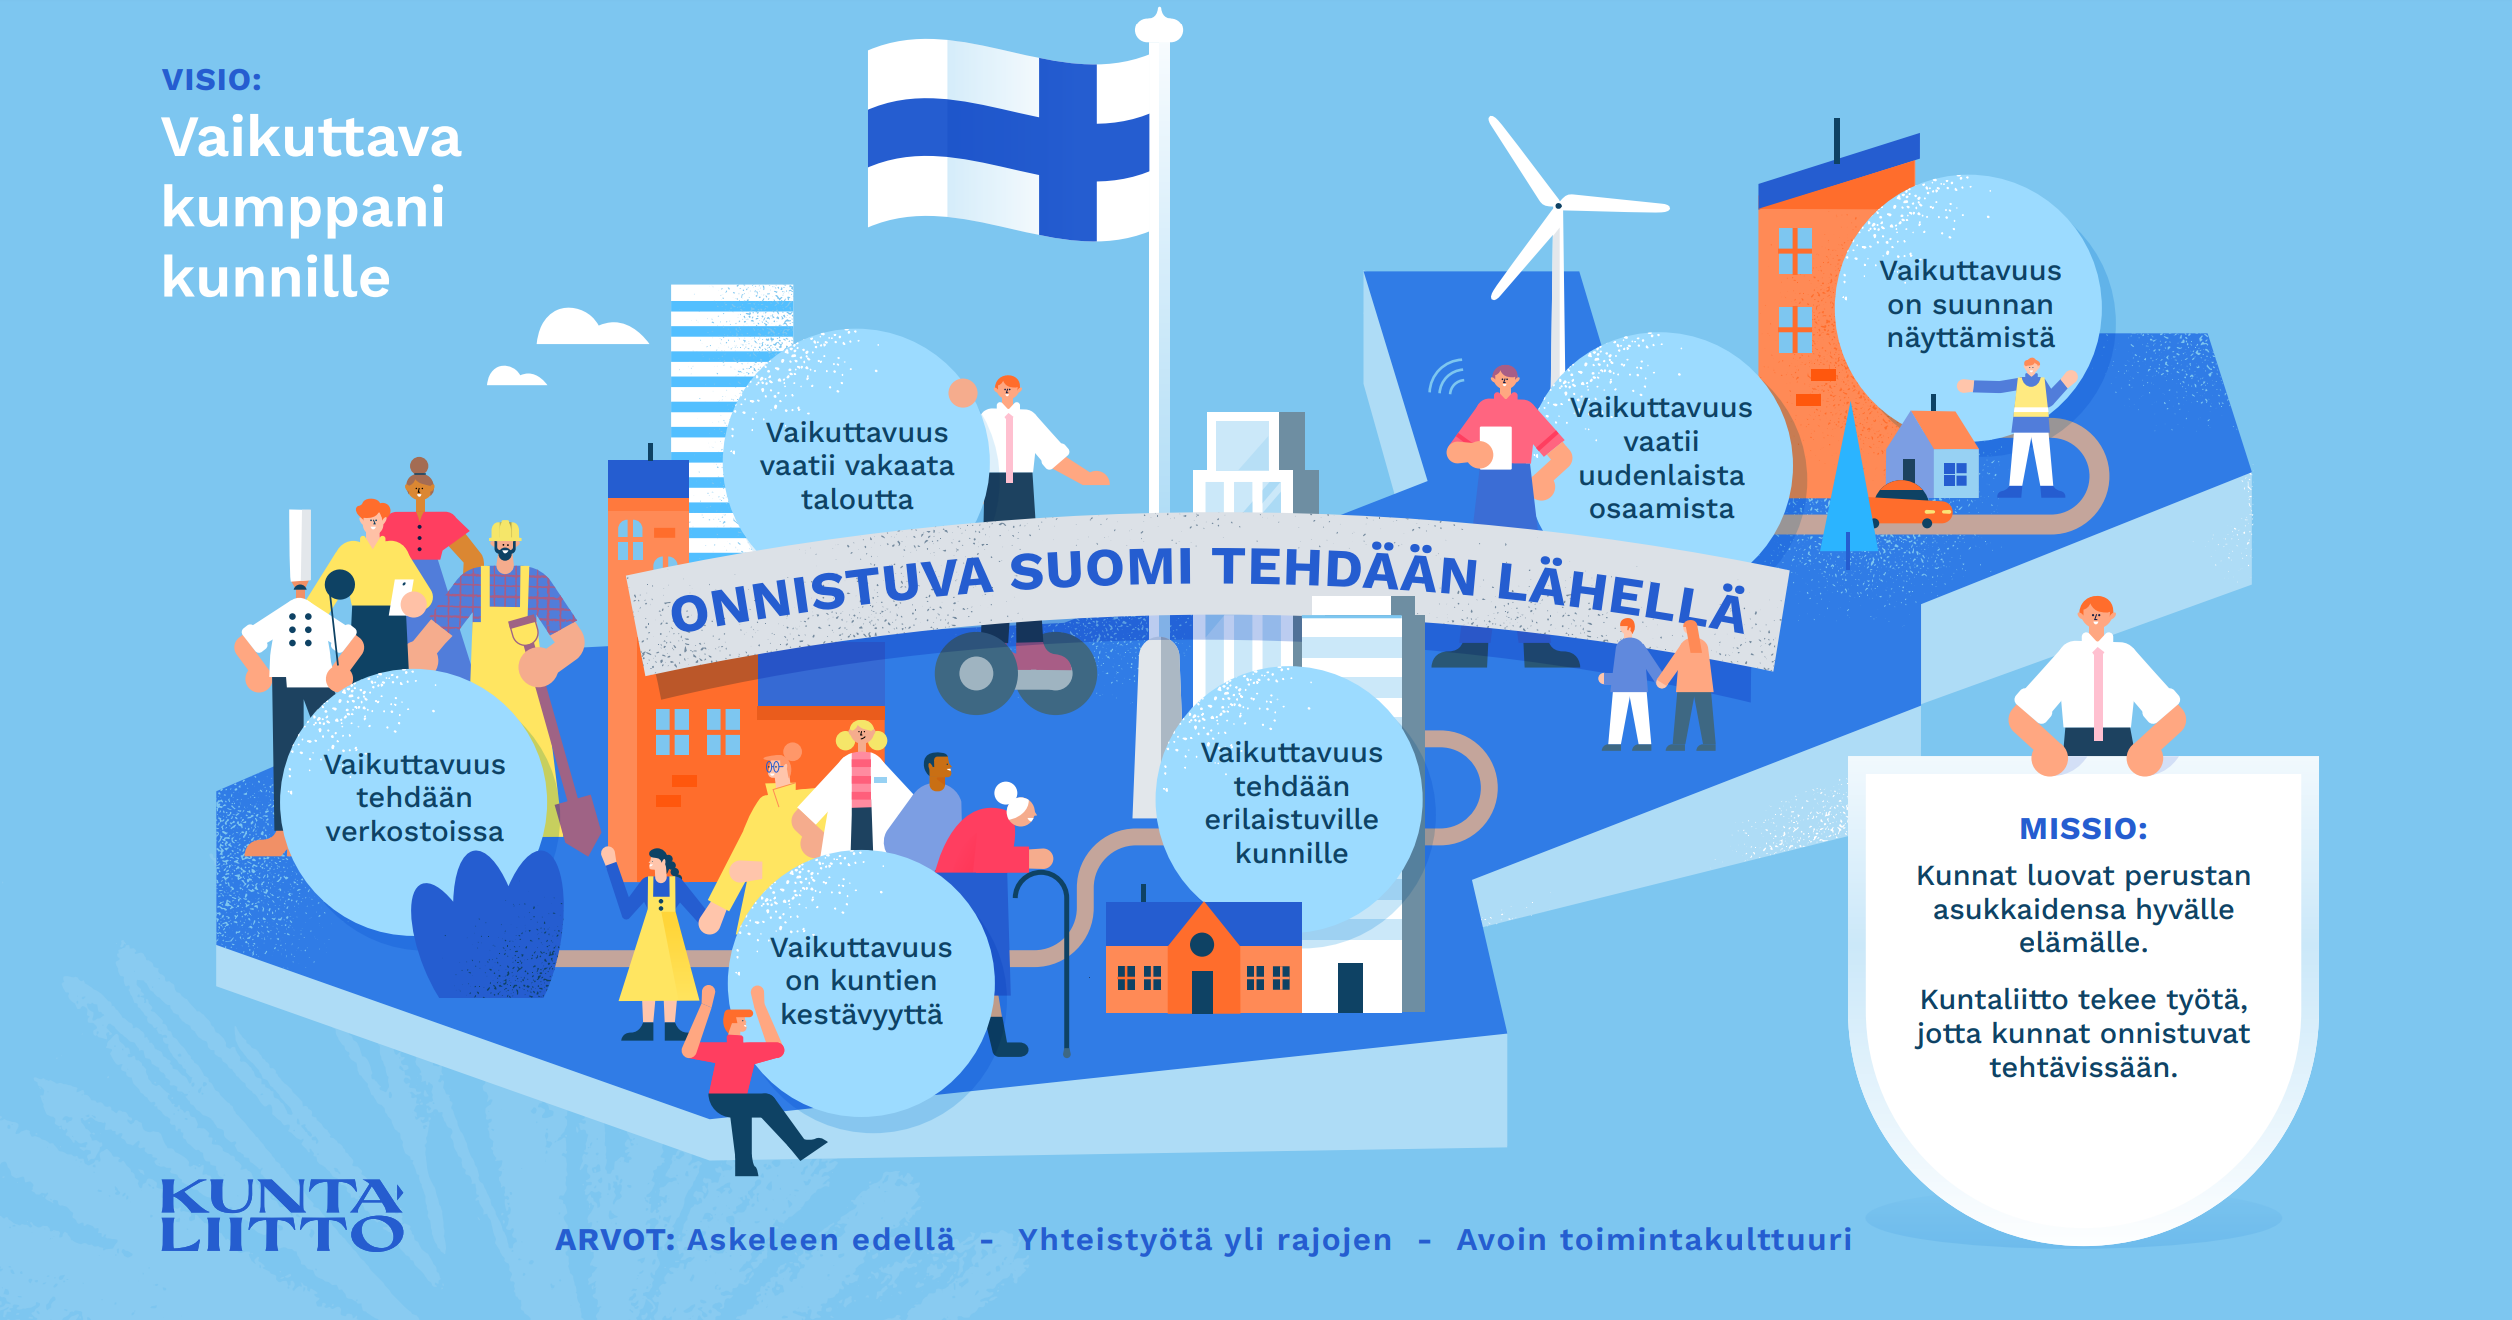 VISIO:
Vaikuttava
kumppani
kunnille
Vaikuttavuus
on suunnan
näyttämistä
Vaikuttavuus
vaatii vakaata
taloutta
Vaikuttavuus
vaatii
uudenlaista
osaamista
ONNISTUVA SUOMI TEHDÄÄN LÄHELLÄ
Vaikuttavuus
tehdään
verkostoissa
Vaikuttavuus
tehdään
erilaistuville
kunnille
Vaikuttavuus
on kuntien
kestävyyttä
MISSIO:
Kunnat luovat perustan
asukkaidensa hyvälle
elämälle.
Kuntaliitto tekee työtä,
jotta kunnat onnistuvat
tehtävissään.
KUNTA
LIITTO
ARVOT: Askeleen edellä - Yhteistyötä yli rajojen - Avoin toimintakulttuuri